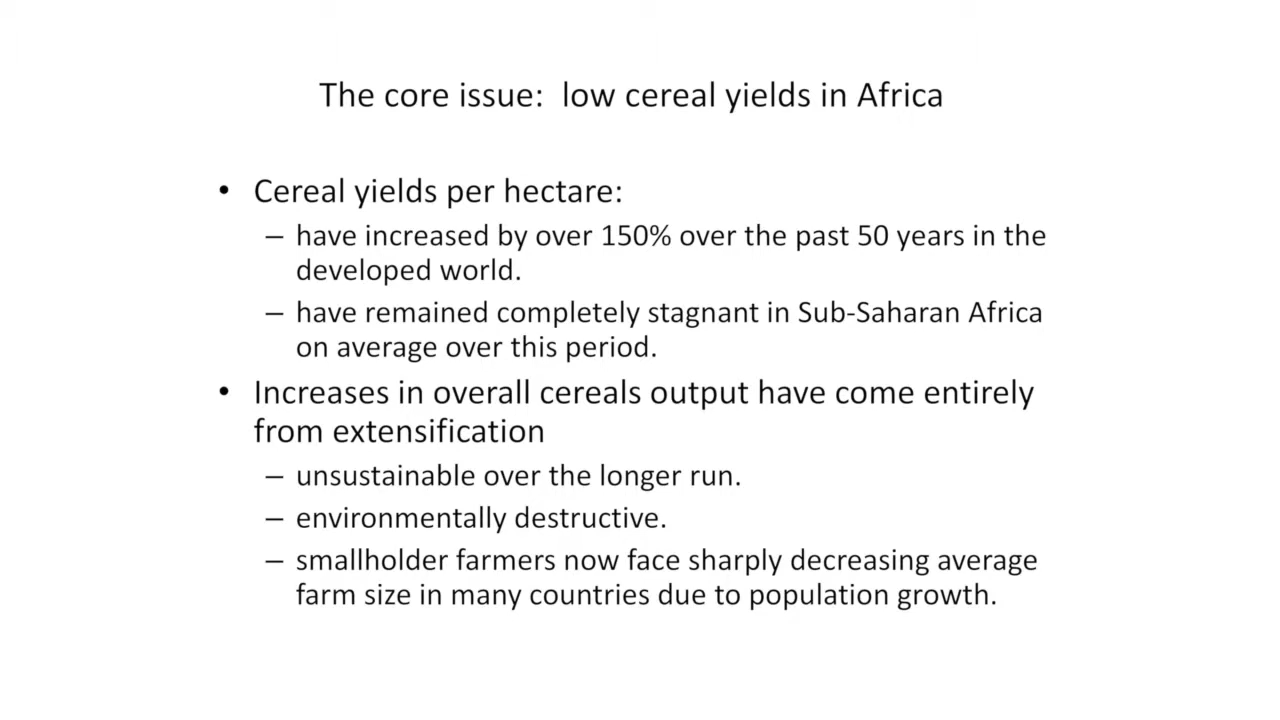 The core issue:  low cereal yields in Africa
• Cereal yields per hectare:
– have increased by over 150% over the past 50 years in the
developed world.
– have remained completely stagnant in Sub-Saharan Africa
on average over this period.
• Increases in overall cereals output have come entirely
from extensification
– unsustainable over the longer run.
– environmentally destructive.
– smallholder farmers now face sharply decreasing average
farm size in many countries due to population growth.